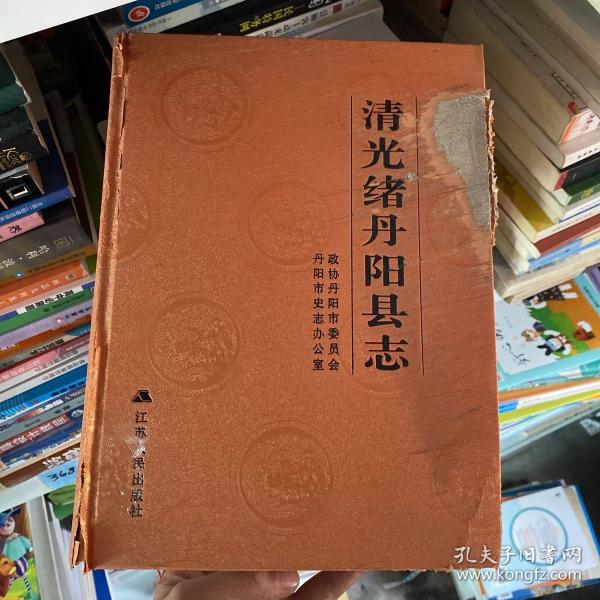 清光绪丹阳县志
政协丹阳市委员会
丹阳市史志办公室
江苏人民出版社
孔夫子旧书网
www.kongfz.com